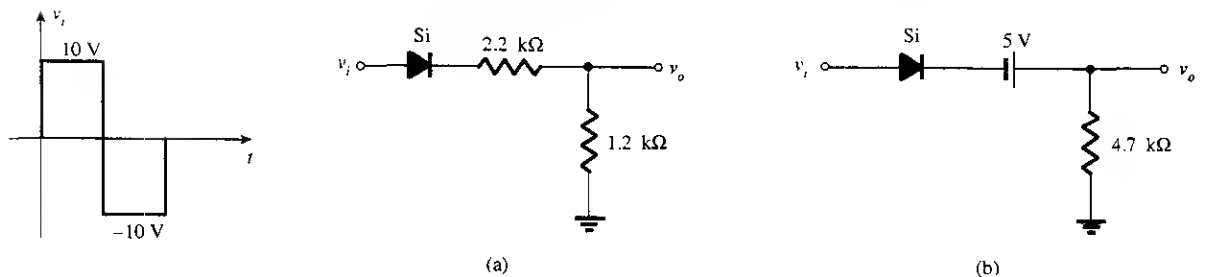 v_i
10 V
−10 V
t
Si
2.2 kΩ
v_i
v_o
1.2 kΩ
(a)
Si
5 V
v_i
v_o
4.7 kΩ
(b)